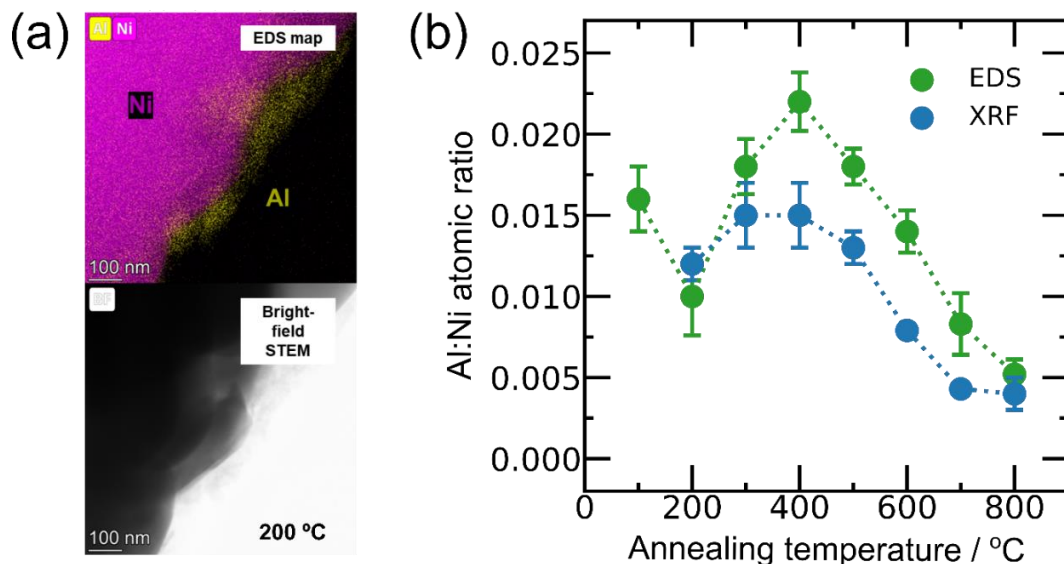 (a)
Al Ni
EDS map
Ni
Al
100 nm
BF
Bright-
field
STEM
100 nm
200 ºC
(b)
0.025
0.020
0.015
0.010
0.005
0.000
Al:Ni atomic ratio
EDS
XRF
0 200 400 600 800
Annealing temperature / ºC